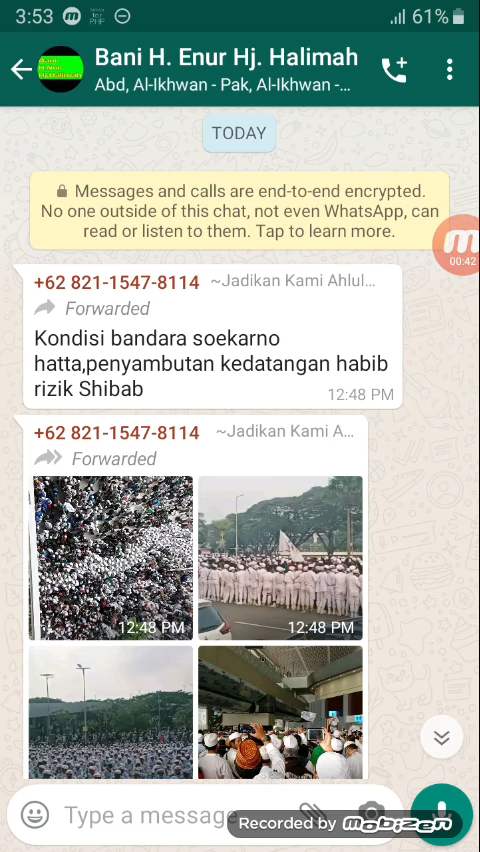 3:53
61%
Bani H. Enur Hj. Halimah
Abd, Al-Ikhwan - Pak, Al-Ikhwan -...
TODAY
Messages and calls are end-to-end encrypted.
No one outside of this chat, not even WhatsApp, can
read or listen to them. Tap to learn more.
00:42
+62 821-1547-8114 ~Jadikan Kami Ahlul...
Forwarded
Kondisi bandara soekarno
hatta,penyambutan kedatangan habib
rizik Shibab
12:48 PM
+62 821-1547-8114 ~Jadikan Kami A...
Forwarded
12:48 PM
12:48 PM
Type a message
Recorded by mobizen